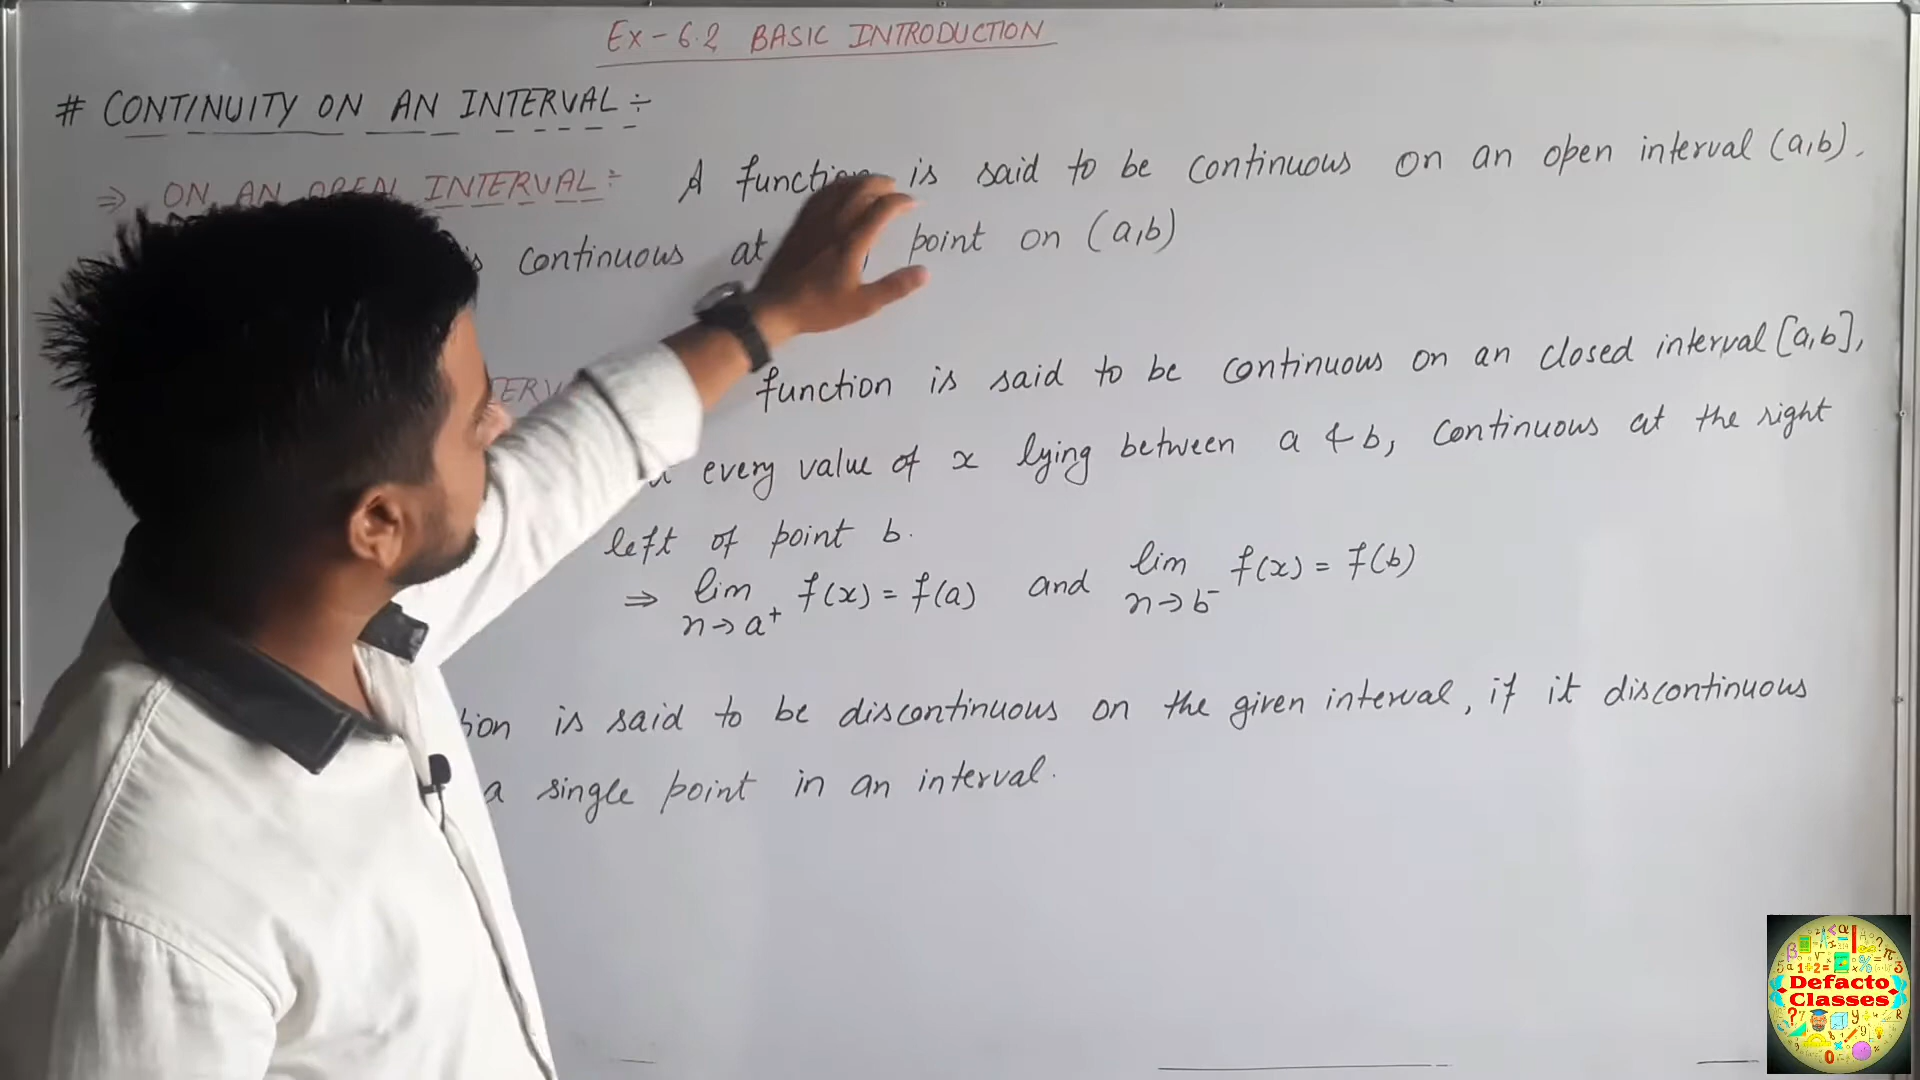 Ex - 6.2 BASIC INTRODUCTION
# CONTINUITY ON AN INTERVAL ÷
⇒ ON AN OPEN INTERVAL ÷ A function is said to be continuous on an open interval (a,b).
continuous at point on (a,b)
function is said to be continuous on an closed interval [a,b],
every value of x lying between a & b, continuous at the right
left of point b.
⇒ lim f(x) = f(a) and lim f(x) = f(b)
n→a⁺ n→b⁻
is said to be discontinuous on the given interval, if it discontinuous
a single point in an interval.
Defacto
Classes